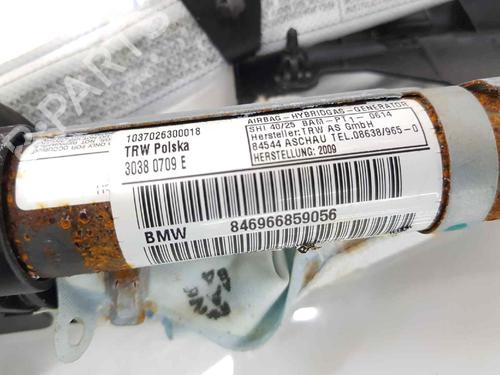 B-PARTS
1037026300018
TRW Polska
3038 0709 E
AIRBAG-HYBRIDGAS-GENERATOR
SHI 40/25 BAM-PT1-0614
Hersteller:TRW AS GmbH
84544 ASCHAU TEL.08638/965-0
HERSTELLUNG: 2009
BMW 846966859056